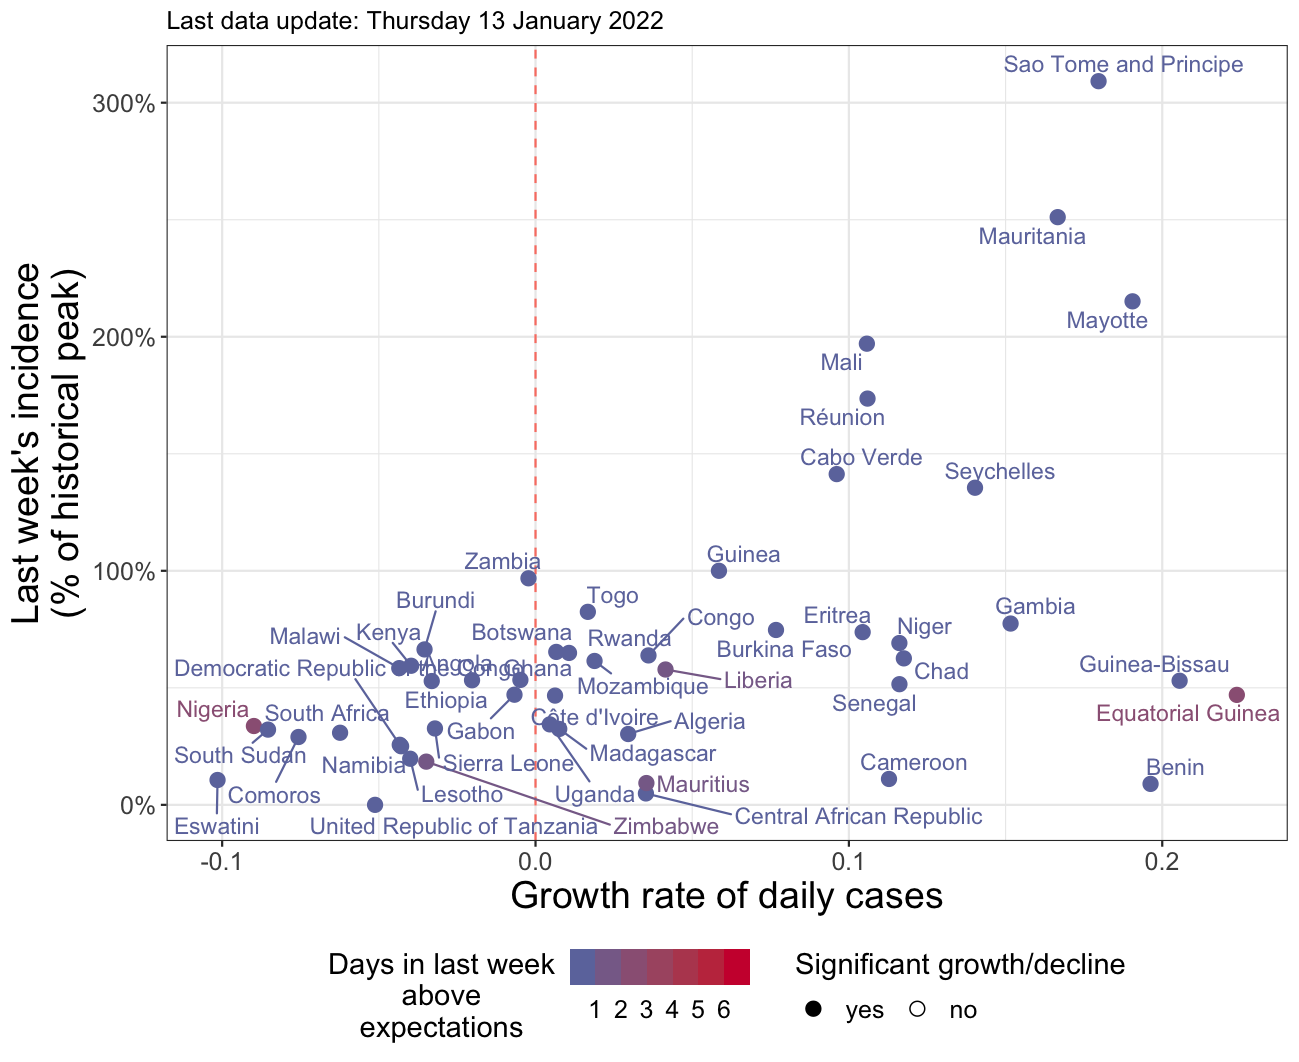 Last data update: Thursday 13 January 2022
Last week's incidence
(% of historical peak)
300%
200%
100%
0%
Sao Tome and Principe
Mauritania
Mayotte
Mali
Réunion
Cabo Verde
Seychelles
Zambia
Guinea
Burundi
Togo
Gambia
Malawi
Kenya
Botswana
Rwanda
Congo
Eritrea
Niger
Burkina Faso
Democratic Republic of the Congo
Angola
Ghana
Chad
Guinea-Bissau
Mozambique
Liberia
Ethiopia
Senegal
Nigeria
South Africa
Equatorial Guinea
Gabon
Côte d'Ivoire
Algeria
South Sudan
Namibia
Sierra Leone
Madagascar
Cameroon
Benin
Comoros
Lesotho
Uganda
Mauritius
Central African Republic
Eswatini
United Republic of Tanzania
Zimbabwe
-0.1
0.0
0.1
0.2
Growth rate of daily cases
Days in last week
above
expectations
1 2 3 4 5 6
Significant growth/decline
yes
no